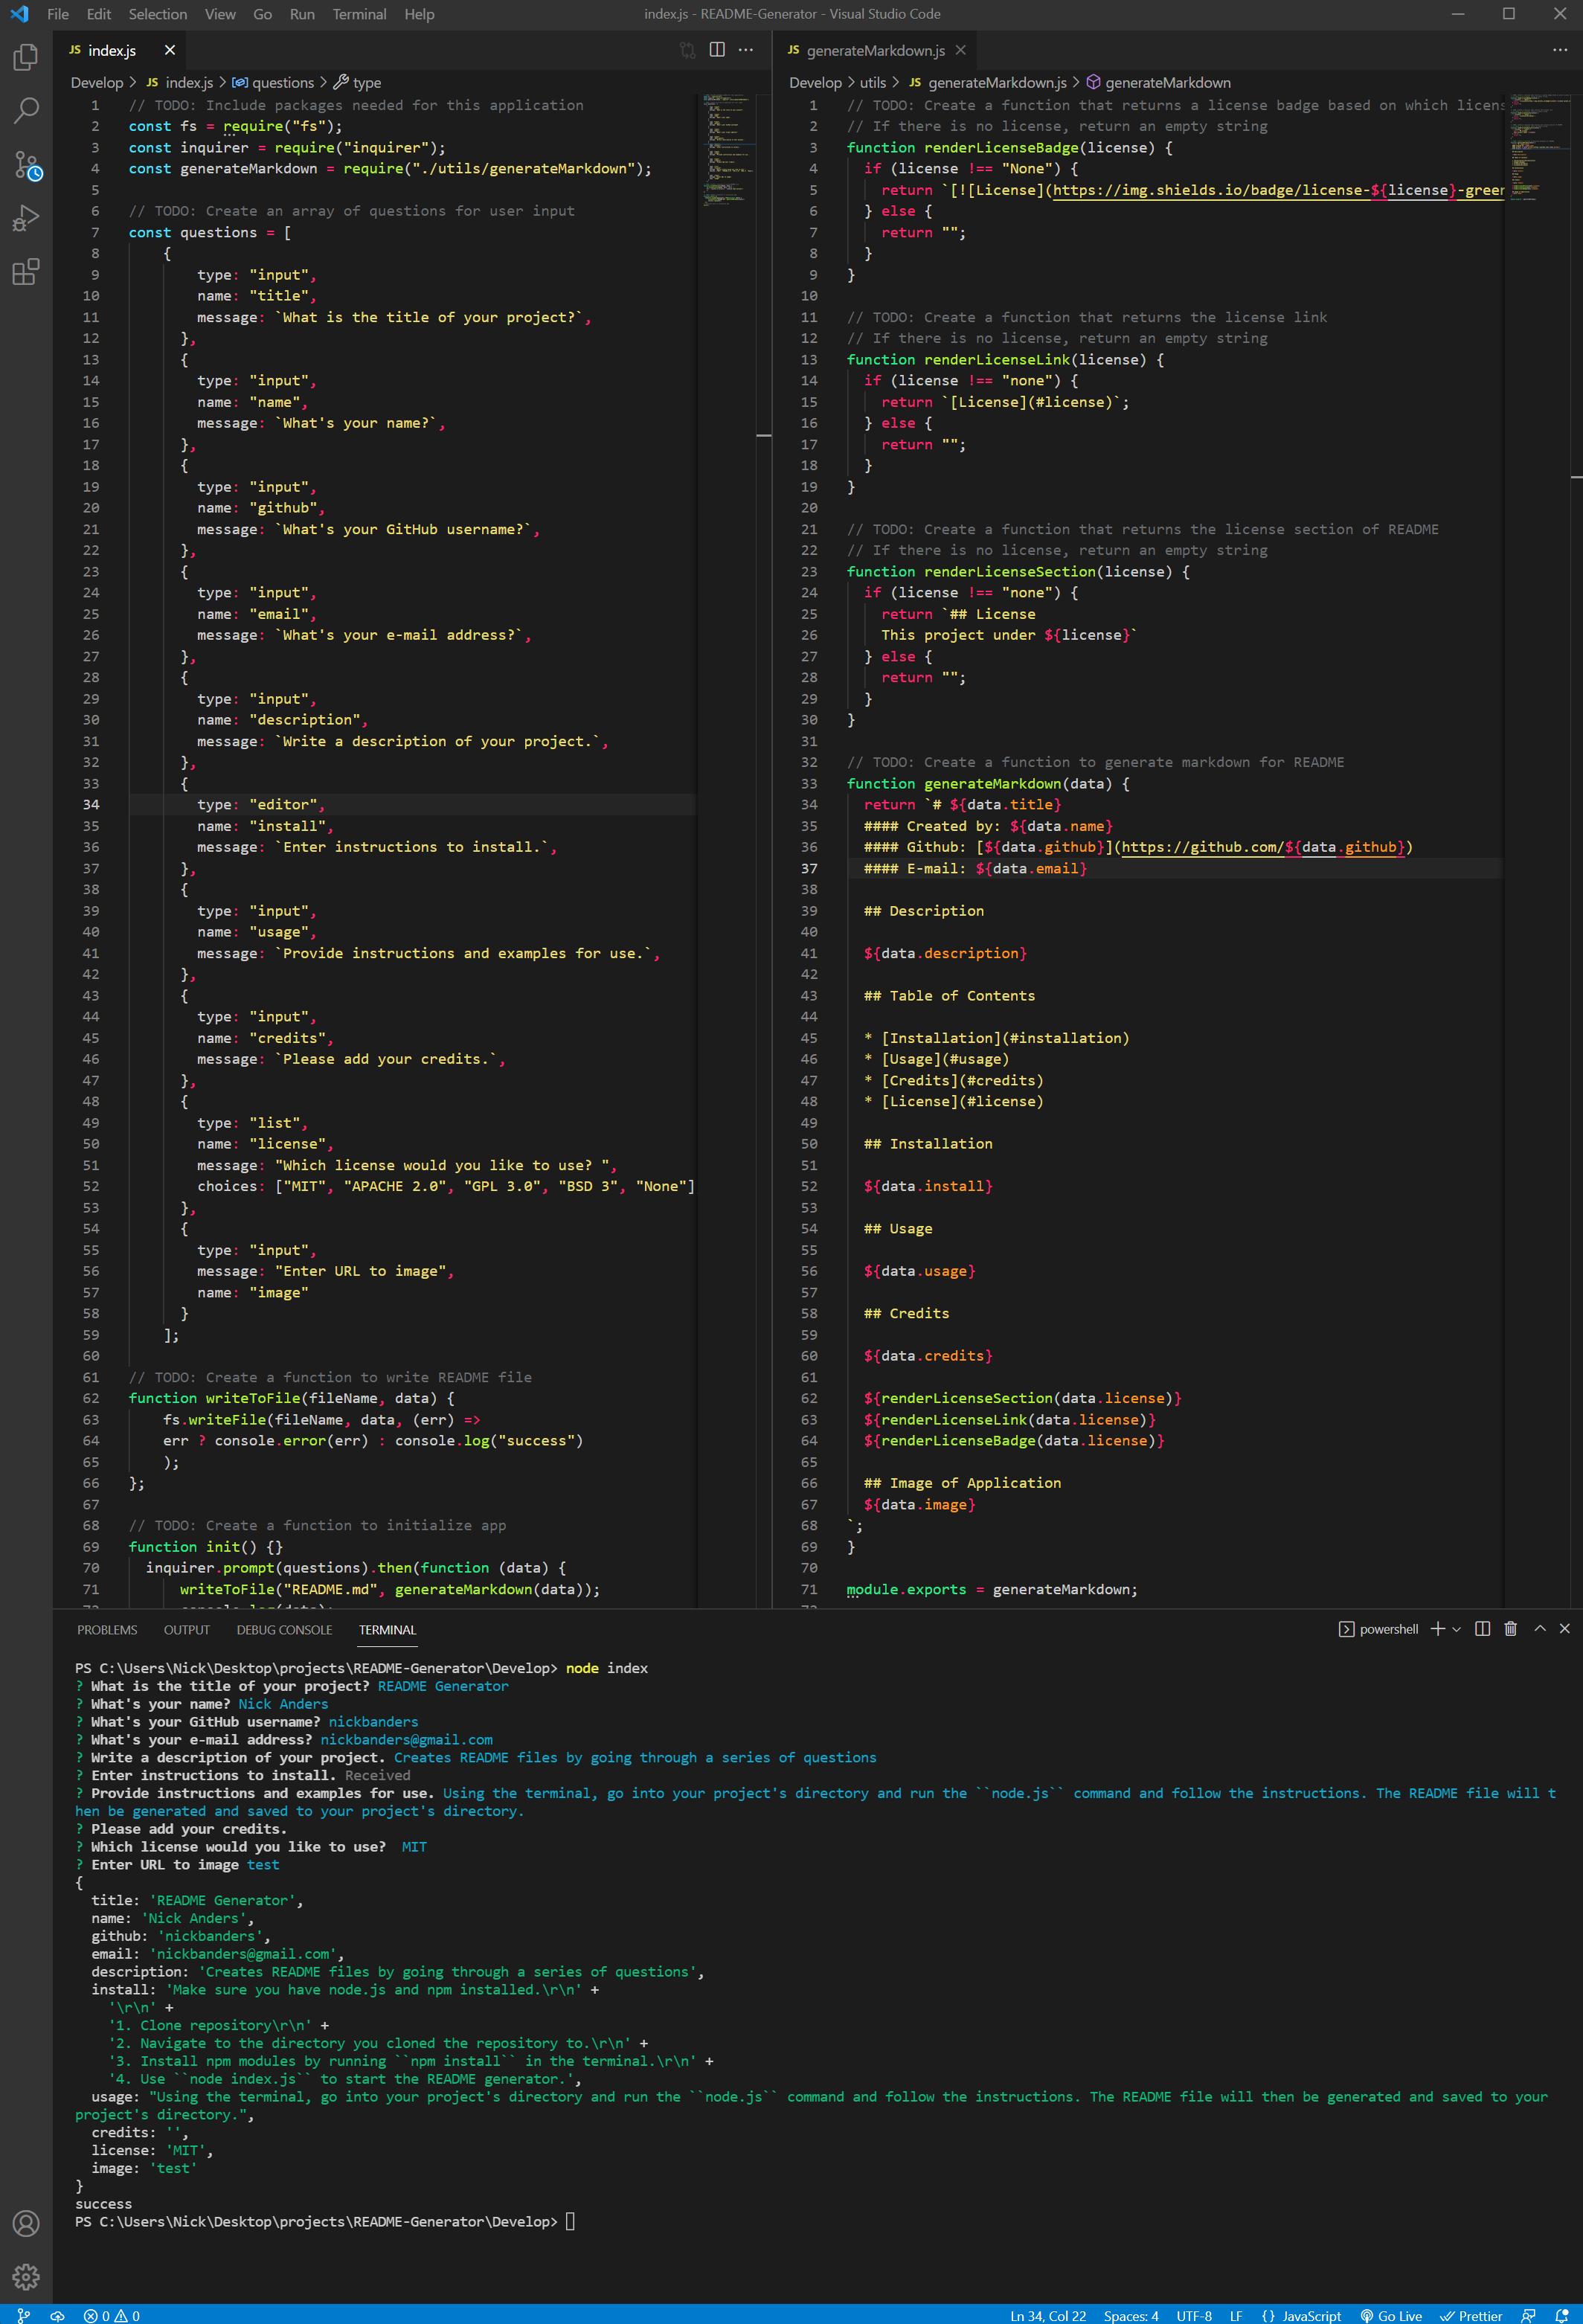 File Edit Selection View Go Run Terminal Help
index.js - README-Generator - Visual Studio Code
JS index.js
Develop > JS index.js > questions > type
1 // TODO: Include packages needed for this application
2 const fs = require("fs");
3 const inquirer = require("inquirer");
4 const generateMarkdown = require("./utils/generateMarkdown");
5
6 // TODO: Create an array of questions for user input
7 const questions = [
8 {
9 type: "input",
10 name: "title",
11 message: `What is the title of your project?`,
12 },
13 {
14 type: "input",
15 name: "name",
16 message: `What's your name?`,
17 },
18 {
19 type: "input",
20 name: "github",
21 message: `What's your GitHub username?`,
22 },
23 {
24 type: "input",
25 name: "email",
26 message: `What's your e-mail address?`,
27 },
28 {
29 type: "input",
30 name: "description",
31 message: `Write a description of your project.`,
32 },
33 {
34 type: "editor",
35 name: "install",
36 message: `Enter instructions to install.`,
37 },
38 {
39 type: "input",
40 name: "usage",
41 message: `Provide instructions and examples for use.`,
42 },
43 {
44 type: "input",
45 name: "credits",
46 message: `Please add your credits.`,
47 },
48 {
49 type: "list",
50 name: "license",
51 message: "Which license would you like to use? ",
52 choices: ["MIT", "APACHE 2.0", "GPL 3.0", "BSD 3", "None"]
53 },
54 {
55 type: "input",
56 message: "Enter URL to image",
57 name: "image"
58 }
59 ];
60
61 // TODO: Create a function to write README file
62 function writeToFile(fileName, data) {
63 fs.writeFile(fileName, data, (err) =>
64 err ? console.error(err) : console.log("success")
65 );
66 };
67
68 // TODO: Create a function to initialize app
69 function init() {}
70 inquirer.prompt(questions).then(function (data) {
71 writeToFile("README.md", generateMarkdown(data));
JS generateMarkdown.js
Develop > utils > JS generateMarkdown.js > generateMarkdown
1 // TODO: Create a function that returns a license badge based on which licens
2 // If there is no license, return an empty string
3 function renderLicenseBadge(license) {
4 if (license !== "None") {
5 return `[![License](https://img.shields.io/badge/license-${license}-green
6 } else {
7 return "";
8 }
9 }
10
11 // TODO: Create a function that returns the license link
12 // If there is no license, return an empty string
13 function renderLicenseLink(license) {
14 if (license !== "none") {
15 return `[License](#license)`;
16 } else {
17 return "";
18 }
19 }
20
21 // TODO: Create a function that returns the license section of README
22 // If there is no license, return an empty string
23 function renderLicenseSection(license) {
24 if (license !== "none") {
25 return `## License
26 This project under ${license}`
27 } else {
28 return "";
29 }
30 }
31
32 // TODO: Create a function to generate markdown for README
33 function generateMarkdown(data) {
34 return `# ${data.title}
35 #### Created by: ${data.name}
36 #### Github: [${data.github}](https://github.com/${data.github})
37 #### E-mail: ${data.email}
38
39 ## Description
40
41 ${data.description}
42
43 ## Table of Contents
44
45 * [Installation](#installation)
46 * [Usage](#usage)
47 * [Credits](#credits)
48 * [License](#license)
49
50 ## Installation
51
52 ${data.install}
53
54 ## Usage
55
56 ${data.usage}
57
58 ## Credits
59
60 ${data.credits}
61
62 ${renderLicenseSection(data.license)}
63 ${renderLicenseLink(data.license)}
64 ${renderLicenseBadge(data.license)}
65
66 ## Image of Application
67 ${data.image}
68 `;
69 }
70
71 module.exports = generateMarkdown;
PROBLEMS OUTPUT DEBUG CONSOLE TERMINAL
powershell
PS C:\Users\Nick\Desktop\projects\README-Generator\Develop> node index
? What is the title of your project? README Generator
? What's your name? Nick Anders
? What's your GitHub username? nickbanders
? What's your e-mail address? nickbanders@gmail.com
? Write a description of your project. Creates README files by going through a series of questions
? Enter instructions to install. Received
? Provide instructions and examples for use. Using the terminal, go into your project's directory and run the ``node.js`` command and follow the instructions. The README file will t
hen be generated and saved to your project's directory.
? Please add your credits.
? Which license would you like to use?  MIT
? Enter URL to image test
{
title: 'README Generator',
name: 'Nick Anders',
github: 'nickbanders',
email: 'nickbanders@gmail.com',
description: 'Creates README files by going through a series of questions',
install: 'Make sure you have node.js and npm installed.\r\n' +
'\r\n' +
'1. Clone repository\r\n' +
'2. Navigate to the directory you cloned the repository to.\r\n' +
'3. Install npm modules by running ``npm install`` in the terminal.\r\n' +
'4. Use ``node index.js`` to start the README generator.',
usage: "Using the terminal, go into your project's directory and run the ``node.js`` command and follow the instructions. The README file will then be generated and saved to your
project's directory.",
credits: '',
license: 'MIT',
image: 'test'
}
success
PS C:\Users\Nick\Desktop\projects\README-Generator\Develop>
0 0 Ln 34, Col 22 Spaces: 4 UTF-8 LF {} JavaScript Go Live Prettier